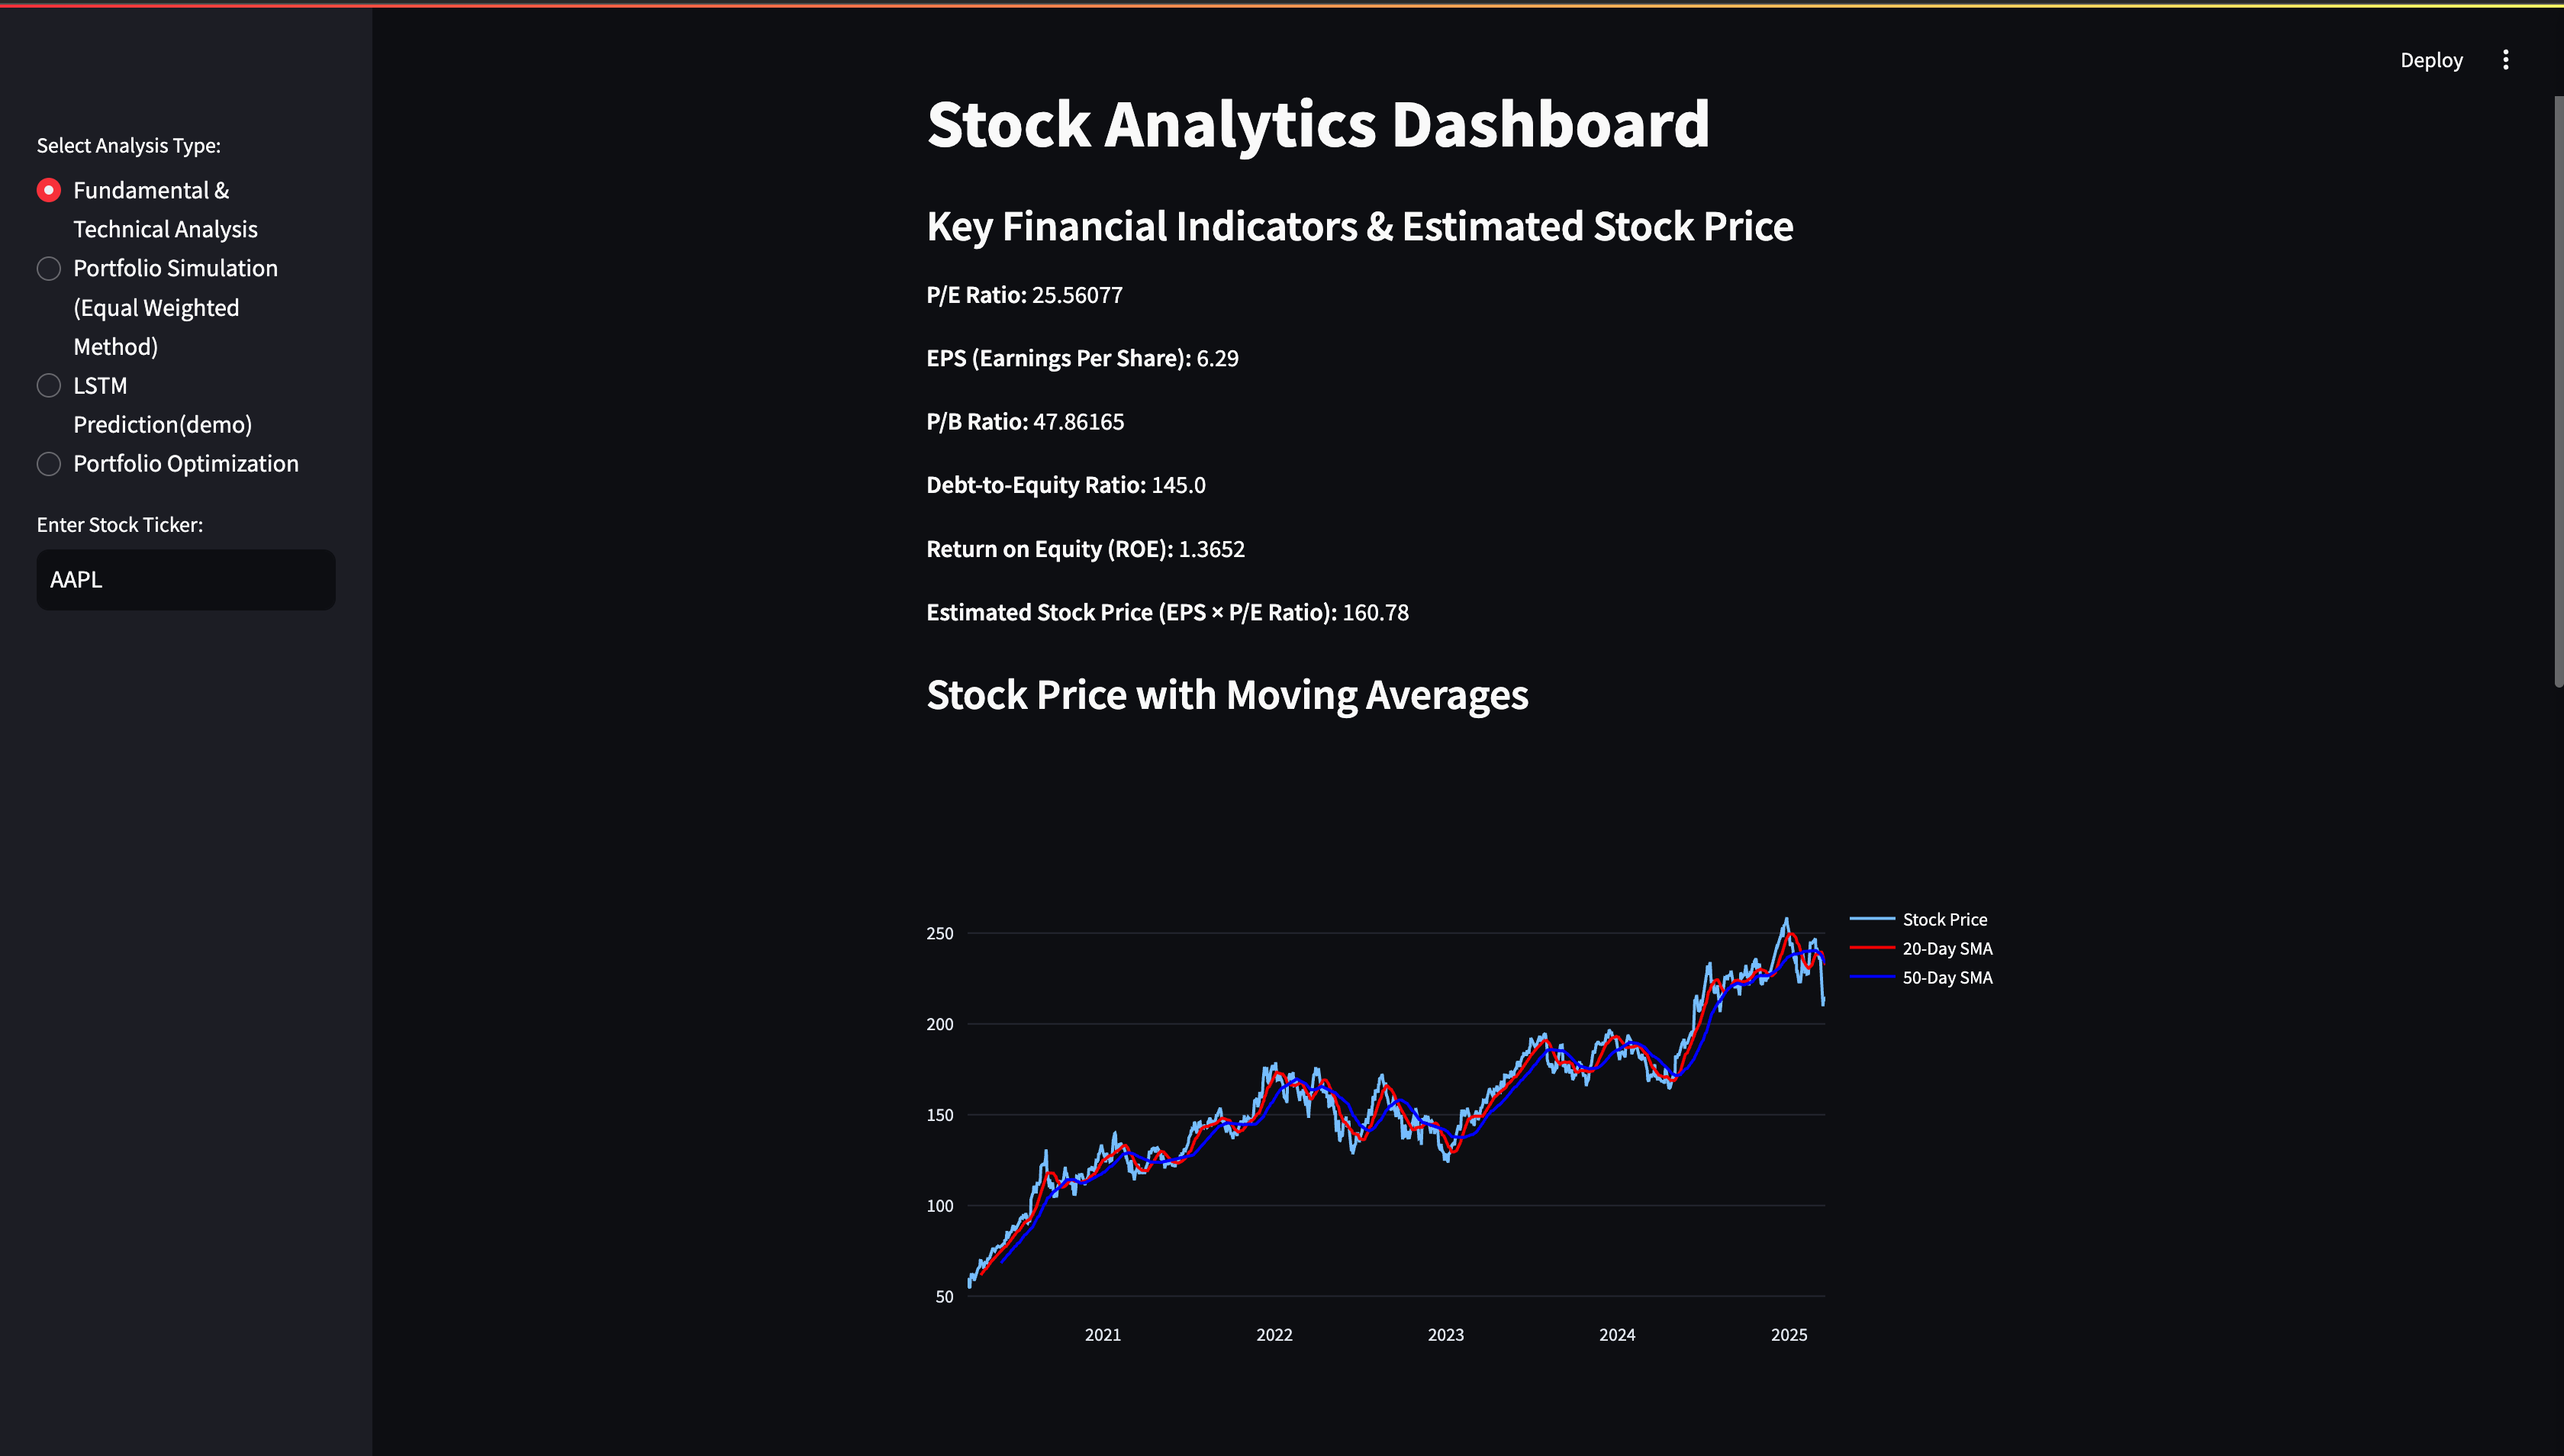 Deploy
Select Analysis Type:
Fundamental &
Technical Analysis
Portfolio Simulation
(Equal Weighted
Method)
LSTM
Prediction(demo)
Portfolio Optimization
Enter Stock Ticker:
AAPL
Stock Analytics Dashboard
Key Financial Indicators & Estimated Stock Price
P/E Ratio: 25.56077
EPS (Earnings Per Share): 6.29
P/B Ratio: 47.86165
Debt-to-Equity Ratio: 145.0
Return on Equity (ROE): 1.3652
Estimated Stock Price (EPS × P/E Ratio): 160.78
Stock Price with Moving Averages
Stock Price
20-Day SMA
50-Day SMA
250
200
150
100
50
2021 2022 2023 2024 2025